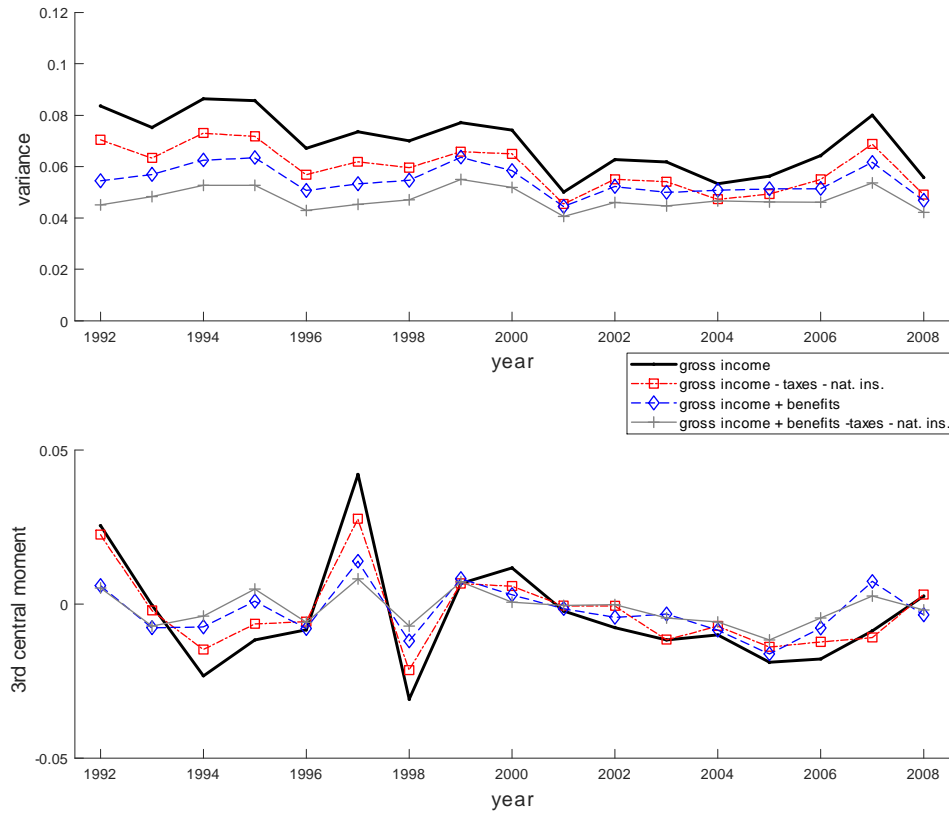 0.12
0.1
0.08
0.06
0.04
0.02
0
variance
1992 1994 1996 1998 2000 2002 2004 2006 2008
year
gross income
gross income - taxes - nat. ins.
gross income + benefits
gross income + benefits -taxes - nat. ins.
0.05
0
-0.05
3rd central moment
1992 1994 1996 1998 2000 2002 2004 2006 2008
year